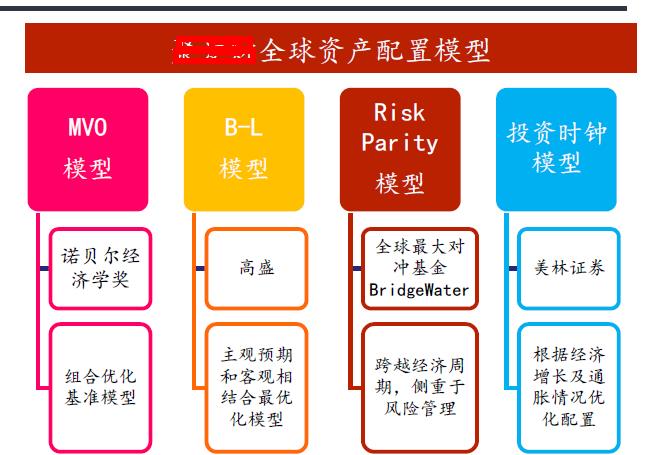 全球资产配置模型
MVO
模型
B-L
模型
Risk
Parity
模型
投资时钟
模型
诺贝尔经
济学奖
高盛
全球最大对
冲基金
BridgeWater
美林证券
组合优化
基准模型
主观预期
和客观相
结合最优
化模型
跨越经济周
期，侧重于
风险管理
根据经济
增长及通
胀情况优
化配置